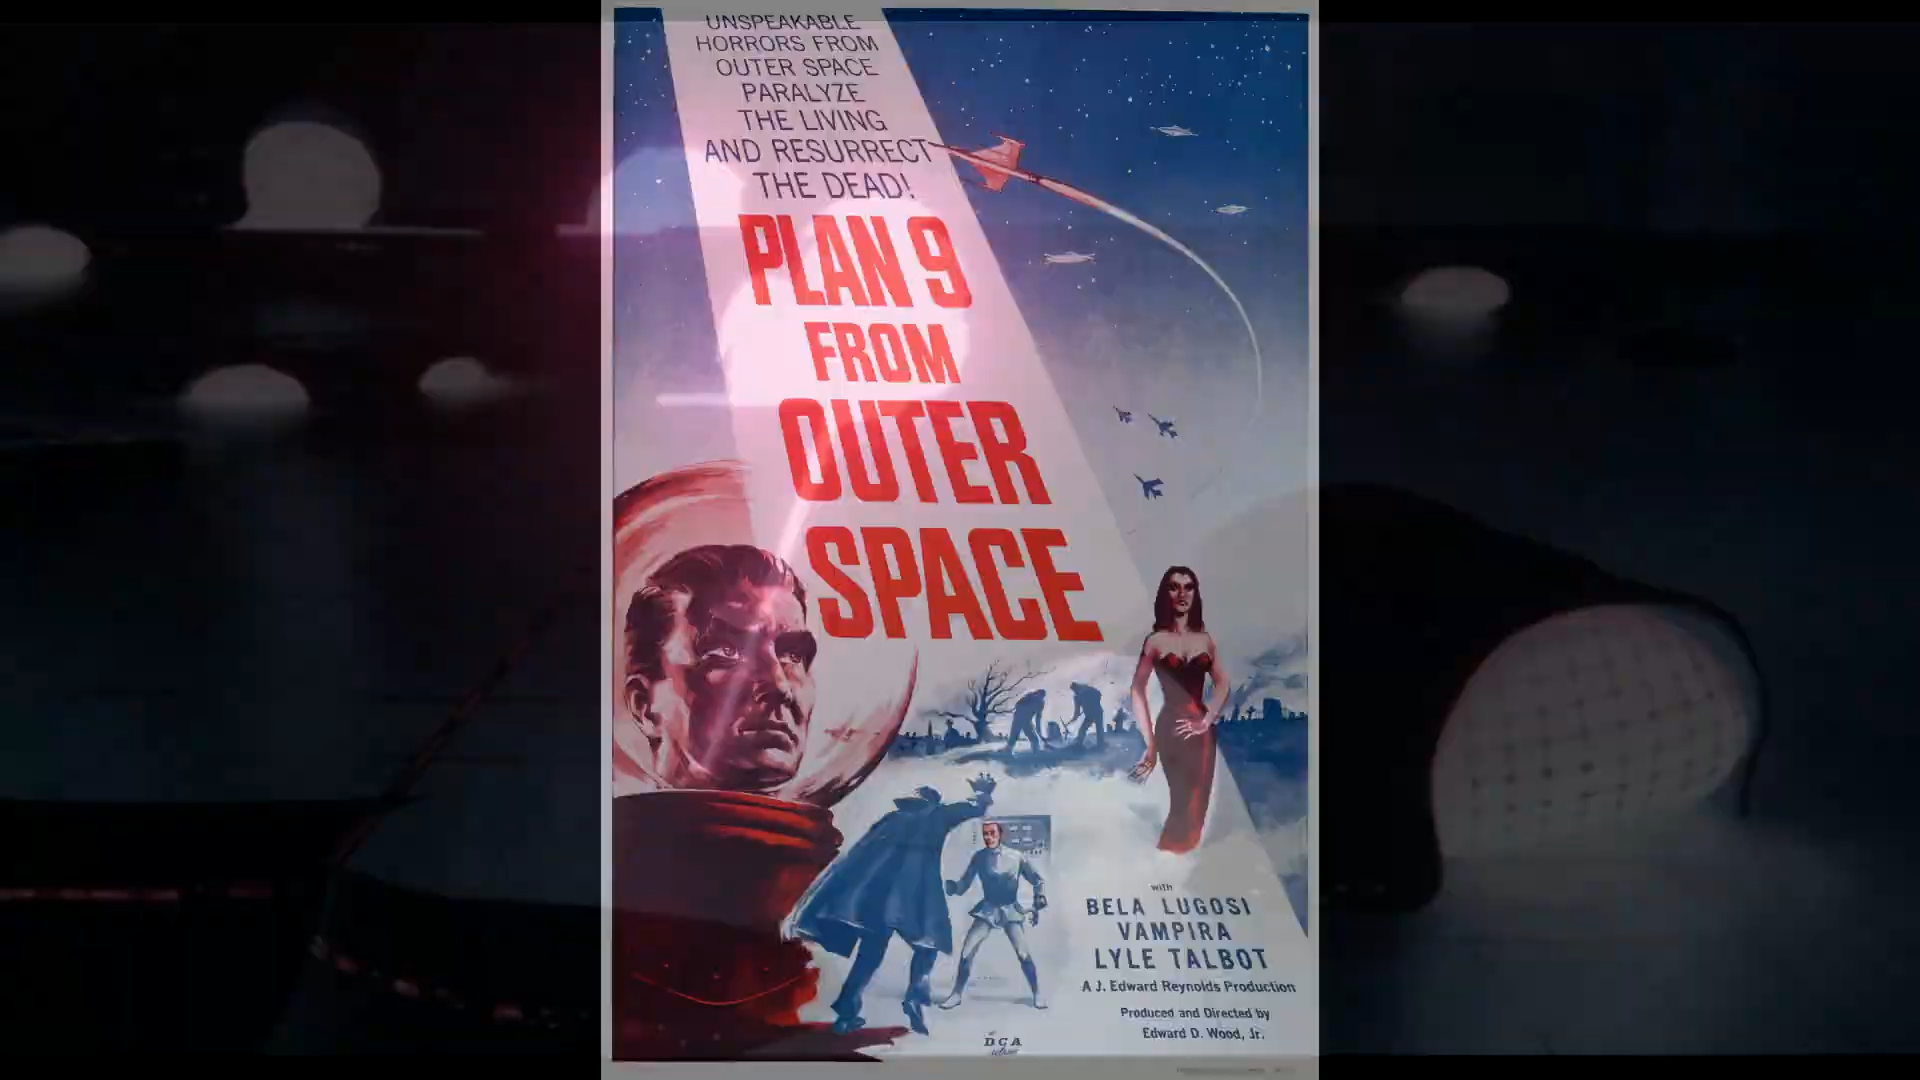 UNSPEAKABLE
HORRORS FROM
OUTER SPACE
PARALYZE
THE LIVING
AND RESURRECT
THE DEAD!
PLAN 9
FROM
OUTER
SPACE
with
BELA LUGOSI
VAMPIRA
LYLE TALBOT
A J. Edward Reynolds Production
Produced and Directed by
Edward D. Wood, Jr.
DCA